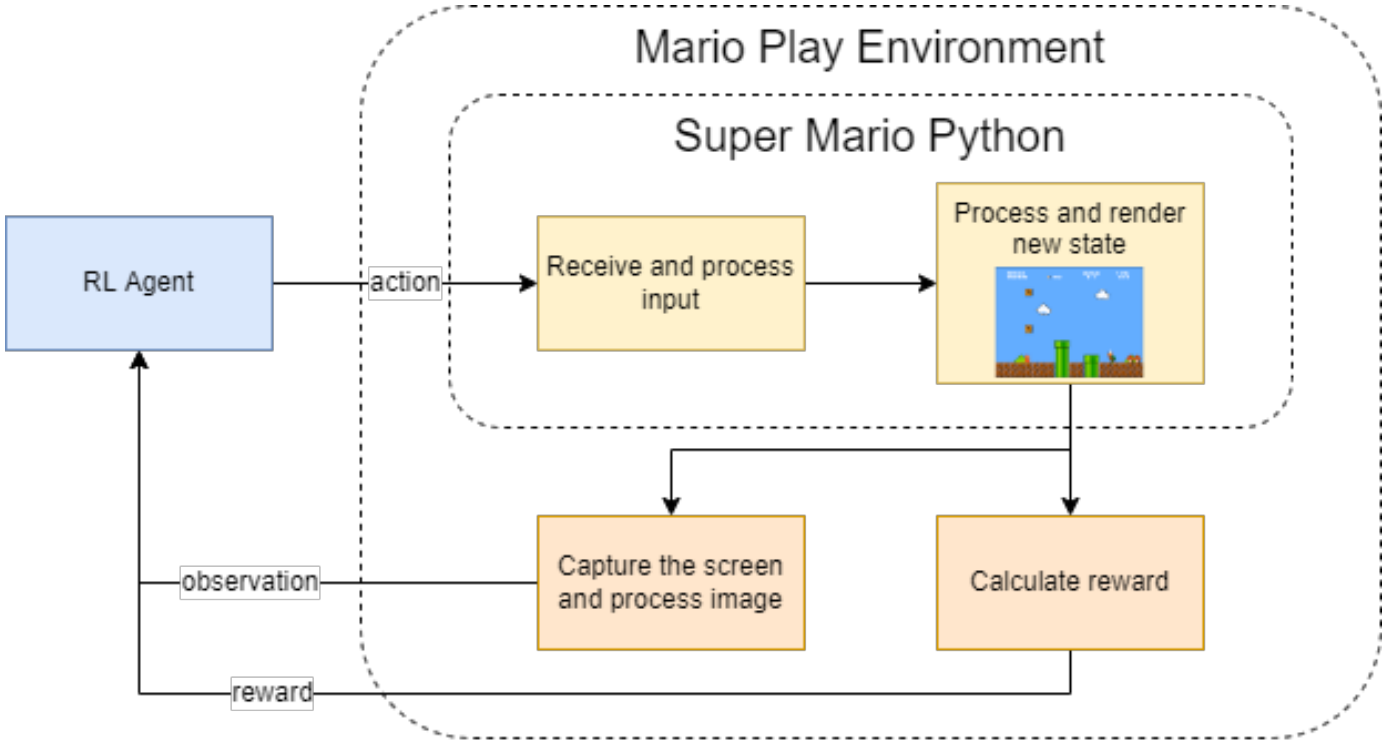 Mario Play Environment
Super Mario Python
RL Agent
action
Receive and process
input
Process and render
new state
observation
Capture the screen
and process image
Calculate reward
reward